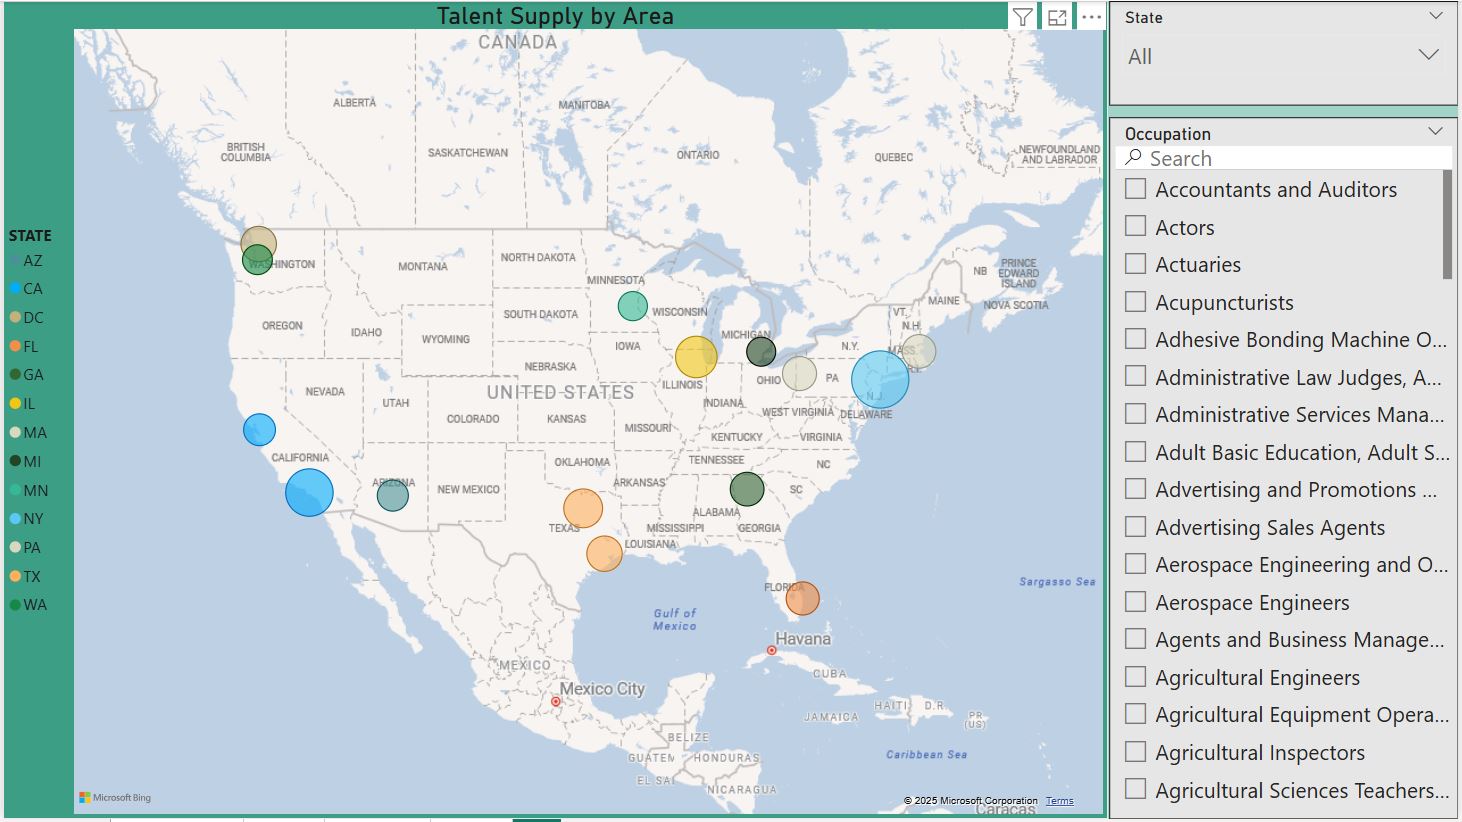 Talent Supply by Area
STATE
AZ
CA
DC
FL
GA
IL
MA
MI
MN
NY
PA
TX
WA
CANADA
ALBERTA
MANITOBA
BRITISH
COLUMBIA
SASKATCHEWAN
ONTARIO
QUEBEC
NEWFOUNDLAND
AND LABRADOR
WASHINGTON
MONTANA
NORTH DAKOTA
MINNESOTA
NB
PRINCE
EDWARD
ISLAND
MAINE
NOVA SCOTIA
OREGON
IDAHO
WYOMING
SOUTH DAKOTA
WISCONSIN
MICHIGAN
VT.
N.H.
N.Y.
MASS.
IOWA
NEBRASKA
ILLINOIS
OHIO
PA
N.J.
UNITED STATES
NEVADA
UTAH
COLORADO
KANSAS
MISSOURI
INDIANA
WEST VIRGINIA
DELAWARE
KENTUCKY
VIRGINIA
CALIFORNIA
ARIZONA
NEW MEXICO
OKLAHOMA
ARKANSAS
TENNESSEE
NC
SC
ALABAMA
TEXAS
MISSISSIPPI
GEORGIA
LOUISIANA
FLORIDA
Sargasso Sea
Gulf of
Mexico
Havana
MEXICO
Mexico City
CUBA
HAITI
D.R.
PR
(US)
JAMAICA
BELIZE
GUATEM
HONDURAS
EL SAL
NICARAGUA
Caribbean Sea
Caracas
Microsoft Bing
© 2025 Microsoft Corporation Terms
State
All
Occupation
Search
Accountants and Auditors
Actors
Actuaries
Acupuncturists
Adhesive Bonding Machine O...
Administrative Law Judges, A...
Administrative Services Mana...
Adult Basic Education, Adult S...
Advertising and Promotions ...
Advertising Sales Agents
Aerospace Engineering and O...
Aerospace Engineers
Agents and Business Manage...
Agricultural Engineers
Agricultural Equipment Opera...
Agricultural Inspectors
Agricultural Sciences Teachers...